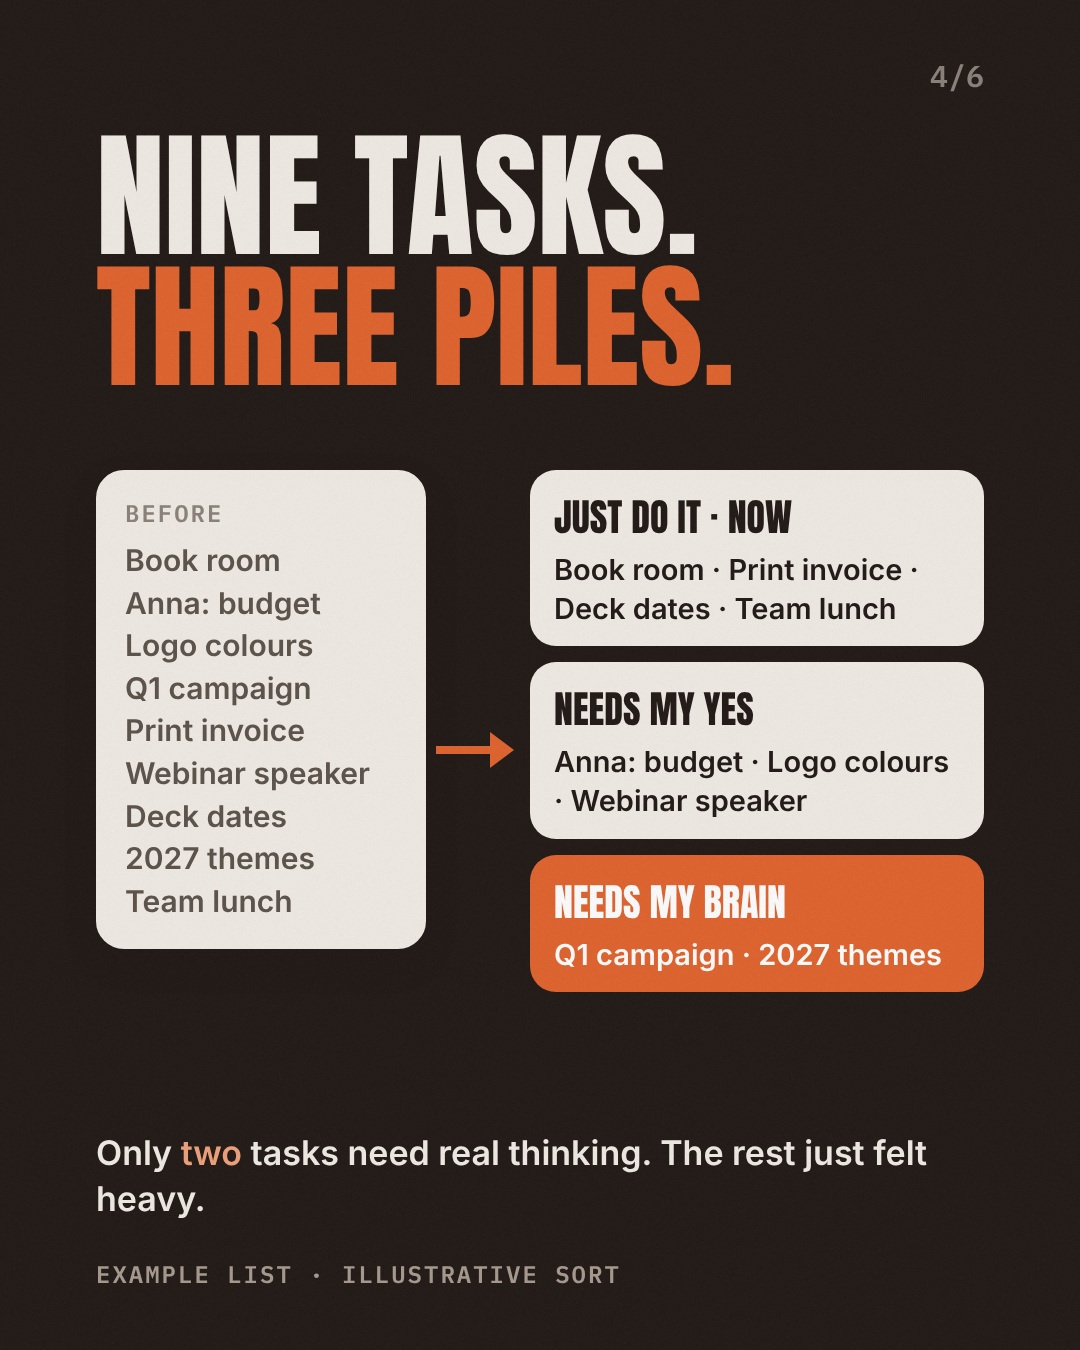 4/6
NINE TASKS.
THREE PILES.
BEFORE
Book room
Anna: budget
Logo colours
Q1 campaign
Print invoice
Webinar speaker
Deck dates
2027 themes
Team lunch
JUST DO IT · NOW
Book room · Print invoice ·
Deck dates · Team lunch
NEEDS MY YES
Anna: budget · Logo colours
· Webinar speaker
NEEDS MY BRAIN
Q1 campaign · 2027 themes
Only two tasks need real thinking. The rest just felt
heavy.
EXAMPLE LIST · ILLUSTRATIVE SORT